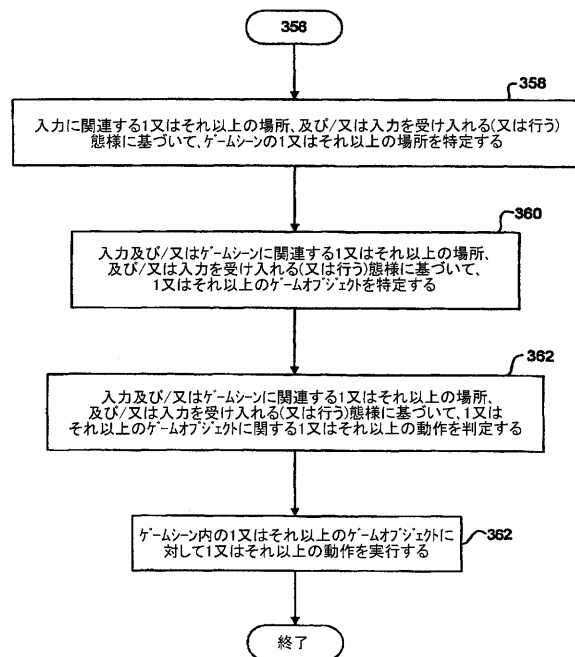 358
358
入力に関連する1又はそれ以上の場所、及び/又は入力を受け入れる(又は行う)
態様に基づいて、ゲームシーンの1又はそれ以上の場所を特定する
360
入力及び/又はゲームシーンに関連する1又はそれ以上の場所、
及び/又は入力を受け入れる(又は行う)態様に基づいて、
1又はそれ以上のゲームオブジェクトを特定する
362
入力及び/又はゲームシーンに関連する1又はそれ以上の場所、
及び/又は入力を受け入れる(又は行う)態様に基づいて、1又は
それ以上のゲームオブジェクトに関する1又はそれ以上の動作を判定する
362
ゲームシーン内の1又はそれ以上のゲームオブジェクトに
対して1又はそれ以上の動作を実行する
終了